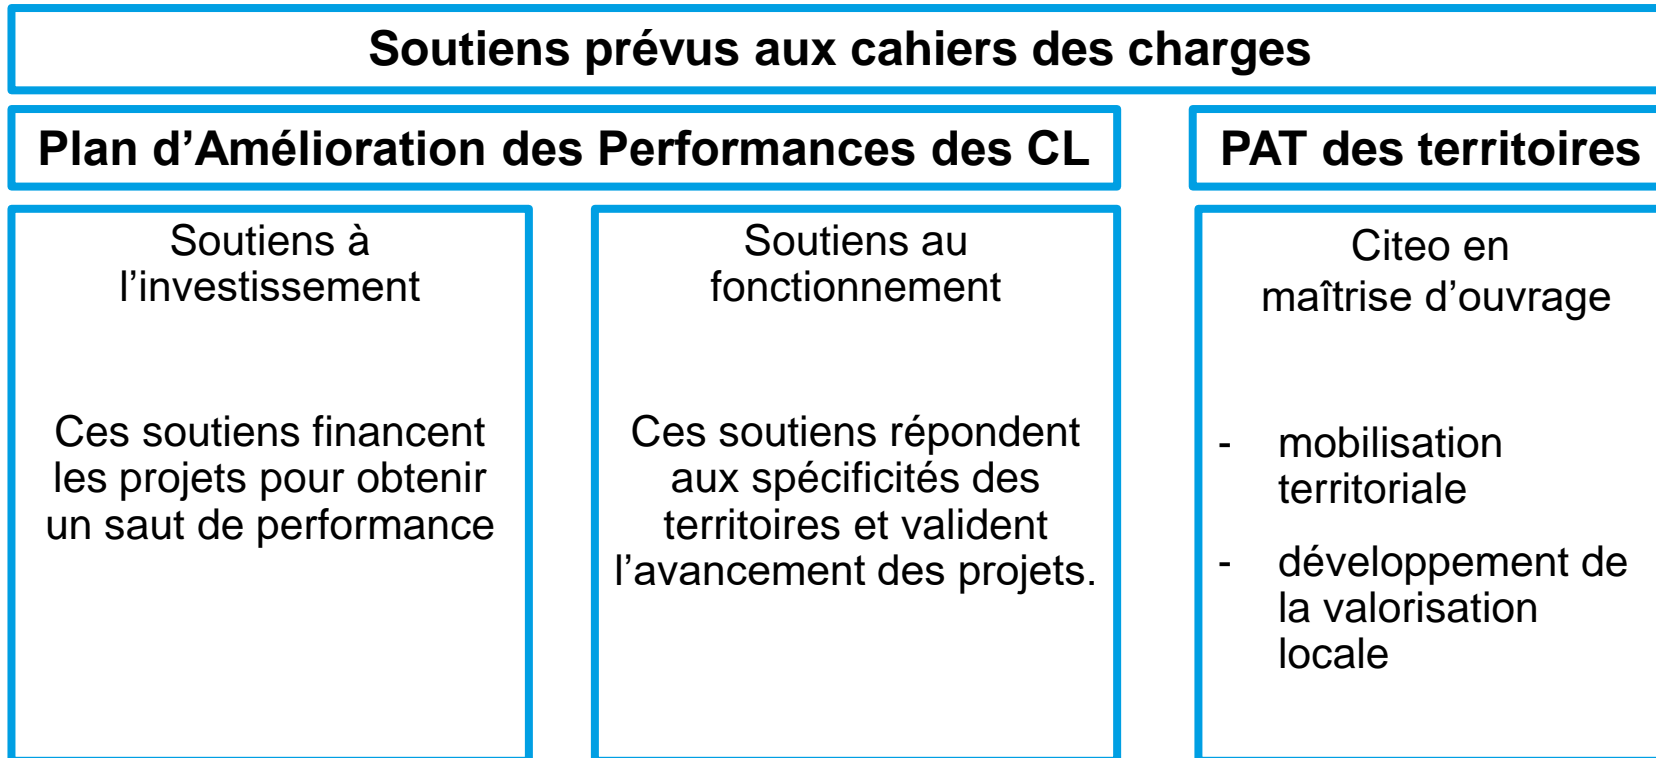 Soutiens prévus aux cahiers des charges
Plan d’Amélioration des Performances des CL
PAT des territoires
Soutiens à
l’investissement
Ces soutiens financent
les projets pour obtenir
un saut de performance
Soutiens au
fonctionnement
Ces soutiens répondent
aux spécificités des
territoires et valident
l’avancement des projets.
Citeo en
maîtrise d’ouvrage
- mobilisation
territoriale
- développement de
la valorisation
locale